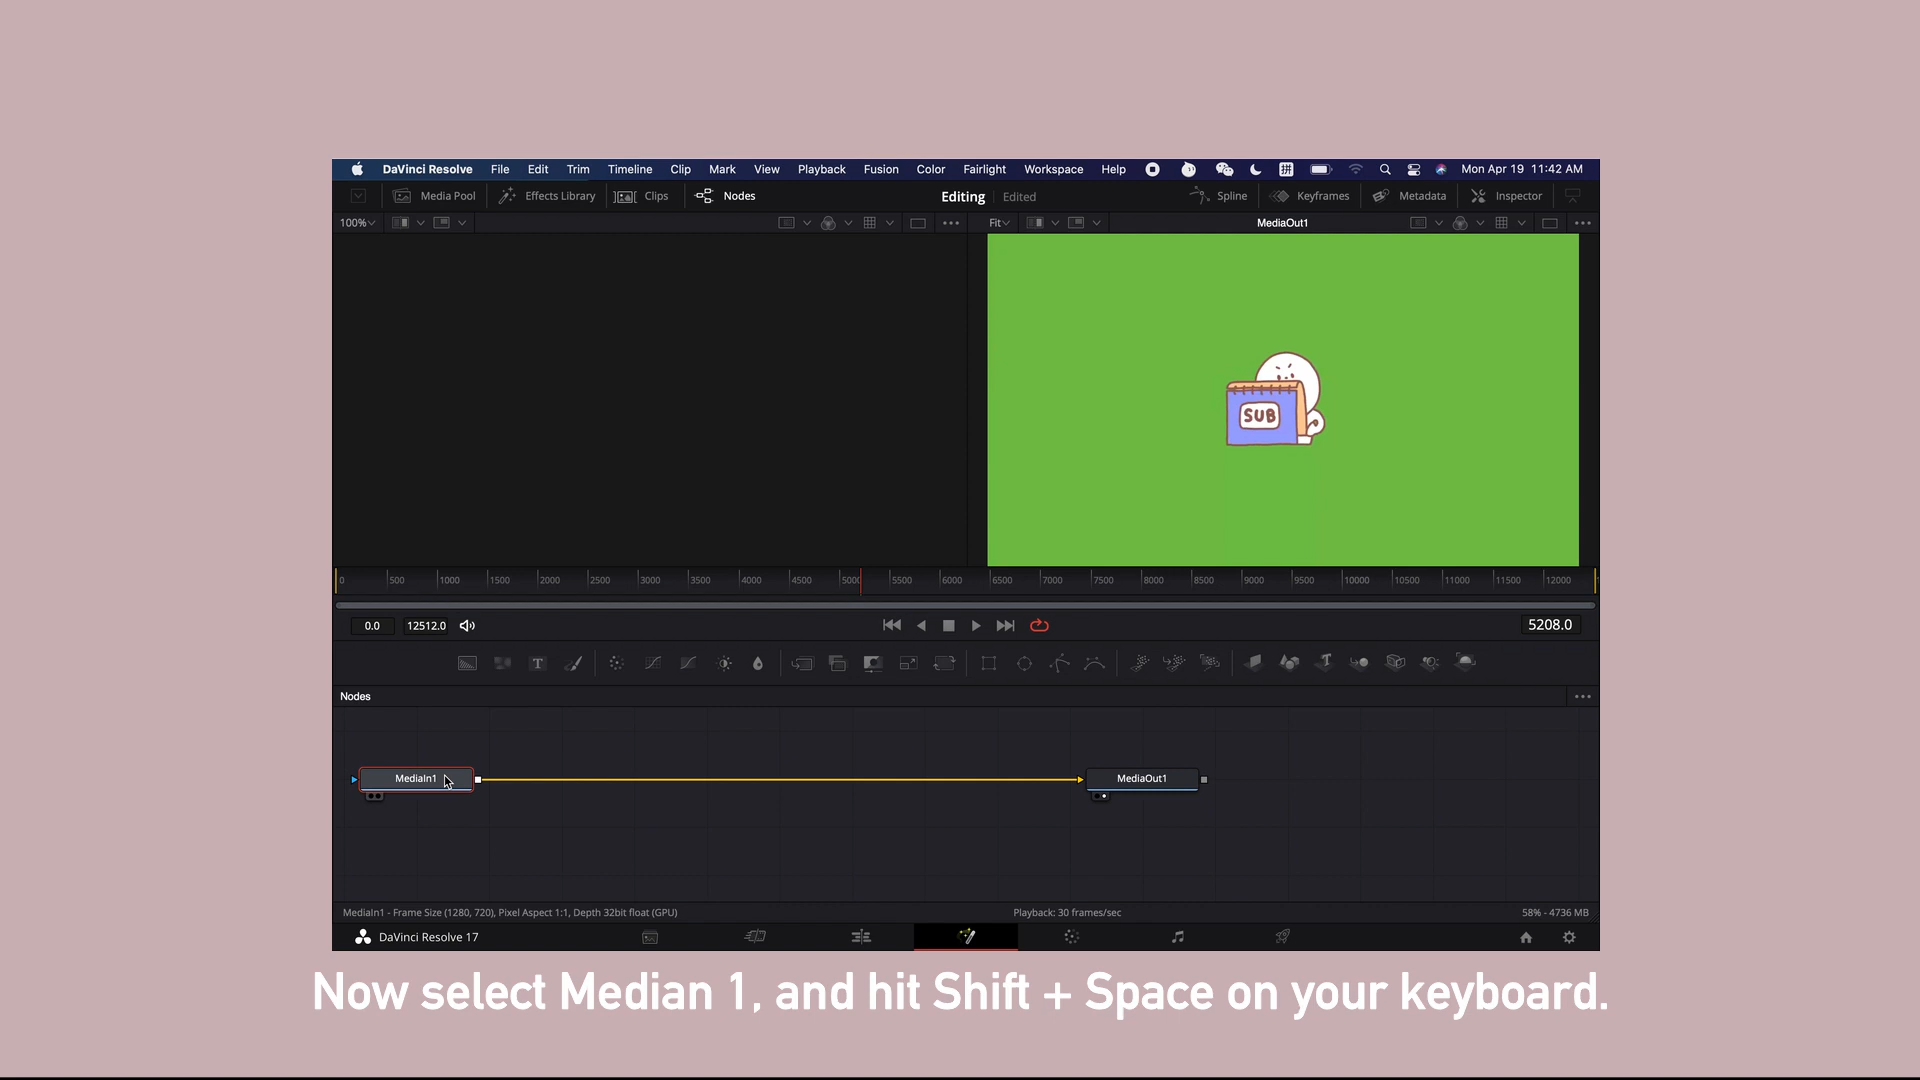 DaVinci Resolve File Edit Trim Timeline Clip Mark View Playback Fusion Color Fairlight Workspace Help Mon Apr 19 11:42 AM
Media Pool Effects Library Clips Nodes Editing Edited Spline Keyframes Metadata Inspector
100% Fit MediaOut1
SUB
0 500 1000 1500 2000 2500 3000 3500 4000 4500 5000 5500 6000 6500 7000 7500 8000 8500 9000 9500 10000 10500 11000 11500 12000
0.0 12512.0 5208.0
T T
Nodes
MediaIn1 MediaOut1
MediaIn1 - Frame Size (1280, 720), Pixel Aspect 1:1, Depth 32bit float (GPU) Playback: 30 frames/sec 58% - 4736 MB
DaVinci Resolve 17
Now select Median 1, and hit Shift + Space on your keyboard.